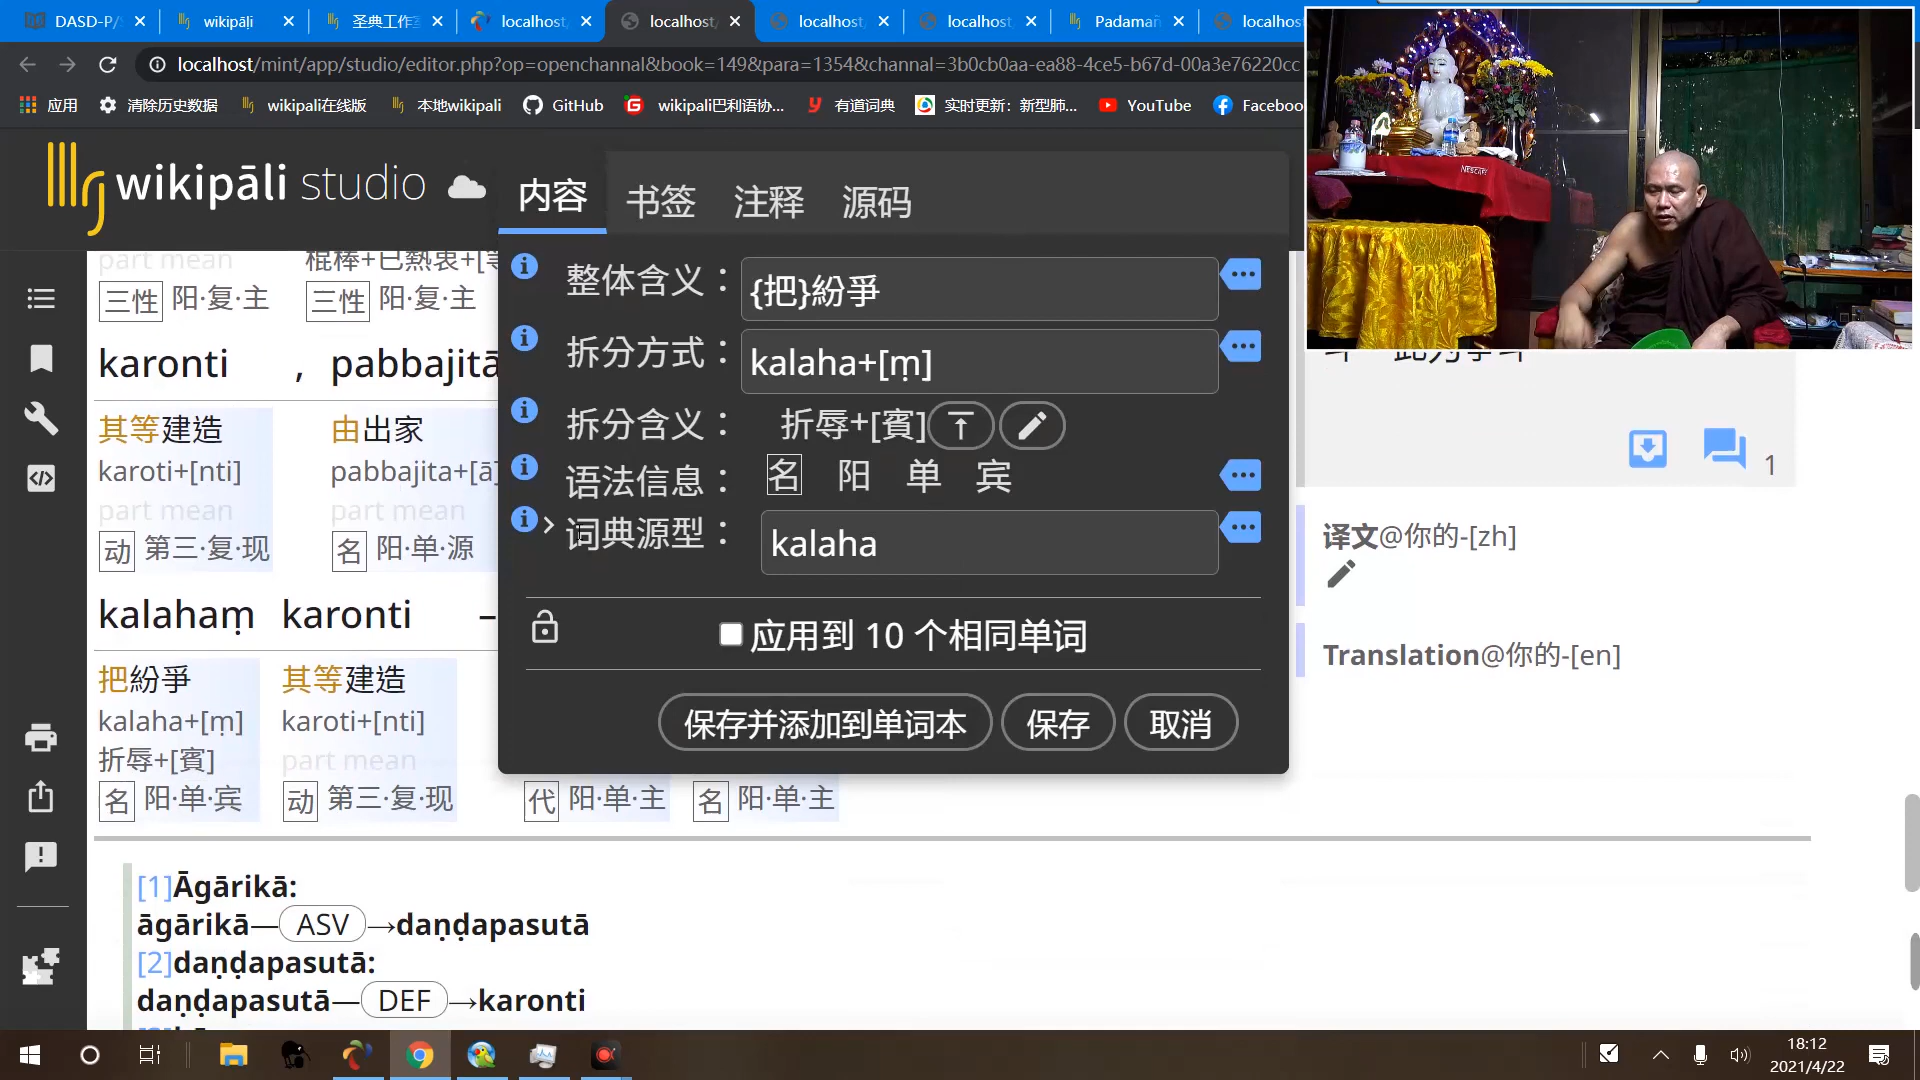 DASD-P/
wikipāḷi
圣典工作室
localhost/
localhost/
localhost/
localhost/
Padamañ
localhost
localhost/mint/app/studio/editor.php?op=openchannal&book=149&para=1354&channal=3b0cb0aa-ea88-4ce5-b67d-00a3e76220cc
应用
清除历史数据
wikipali在线版
本地wikipali
GitHub
wikipali巴利语协...
有道词典
实时更新：新型肺...
YouTube
Faceboo
wikipāḷi studio
内容 书签 注释 源码
整体含义： {把}紛爭
拆分方式： kalaha+[ṃ]
拆分含义： 折辱+[賓]
语法信息： 名 阳 单 宾
词典源型： kalaha
应用到 10 个相同单词
保存并添加到单词本 保存 取消
part mean
三性 阳·复·主 三性 阳·复·主
karonti , pabbajitā
其等建造 由出家
karoti+[nti] pabbajita+[ā]
part mean part mean
动 第三·复·现 名 阳·单·源
kalahaṃ karonti –
把紛爭 其等建造
kalaha+[ṃ] karoti+[nti]
折辱+[賓] part mean
名 阳·单·宾 动 第三·复·现 代 阳·单·主 名 阳·单·主
1
译文@你的-[zh]
Translation@你的-[en]
[1]Āgārikā:
āgārikā—ASV→daṇḍapasutā
[2]daṇḍapasutā:
daṇḍapasutā—DEF→karonti
NESCAFÉ
18:12
2021/4/22